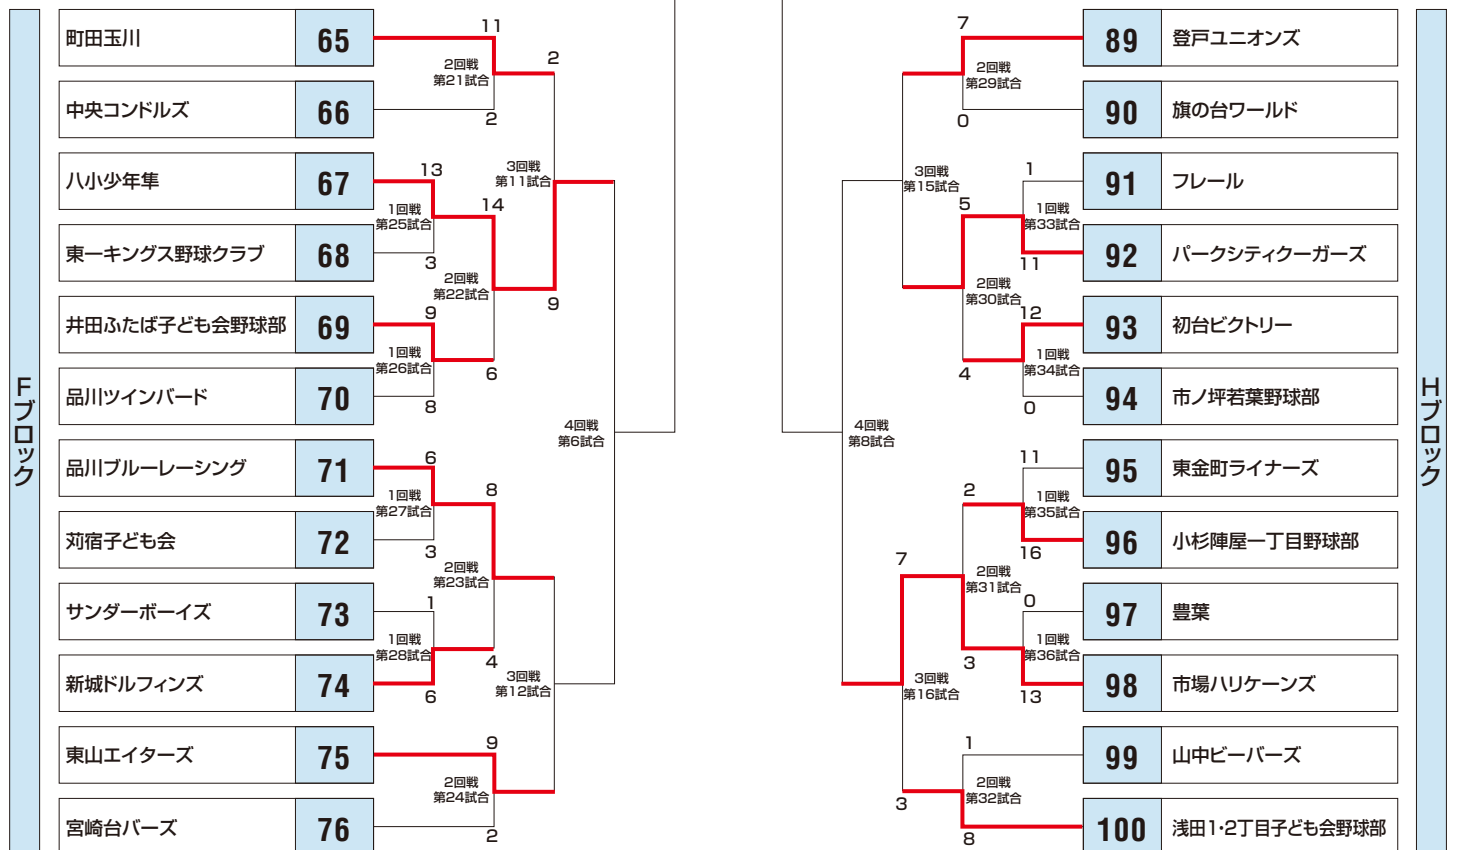 Fブロック
町田玉川 65
中央コンドルズ 66
八小少年隼 67
東一キングス野球クラブ 68
井田ふたば子ども会野球部 69
品川ツインバード 70
品川ブルーレーシング 71
苅宿子ども会 72
サンダーボーイズ 73
新城ドルフィンズ 74
東山エイターズ 75
宮崎台バーズ 76
11
2回戦
第21試合
2
13
1回戦
第25試合
3
14
2回戦
第22試合
6
9
1回戦
第26試合
8
2
3回戦
第11試合
9
6
1回戦
第27試合
3
8
2回戦
第23試合
4
1
1回戦
第28試合
6
3回戦
第12試合
9
2回戦
第24試合
2
4回戦
第6試合
7
2回戦
第29試合
0
3回戦
第15試合
1
1回戦
第33試合
11
5
2回戦
第30試合
4
12
1回戦
第34試合
0
4回戦
第8試合
11
1回戦
第35試合
16
2
2回戦
第31試合
3
0
1回戦
第36試合
13
7
3回戦
第16試合
3
1
2回戦
第32試合
8
89 登戸ユニオンズ
90 旗の台ワールド
91 フレール
92 パークシティクーガーズ
93 初台ビクトリー
94 市ノ坪若葉野球部
95 東金町ライナーズ
96 小杉陣屋一丁目野球部
97 豊葉
98 市場ハリケーンズ
99 山中ビーバーズ
100 浅田1・2丁目子ども会野球部
Hブロック